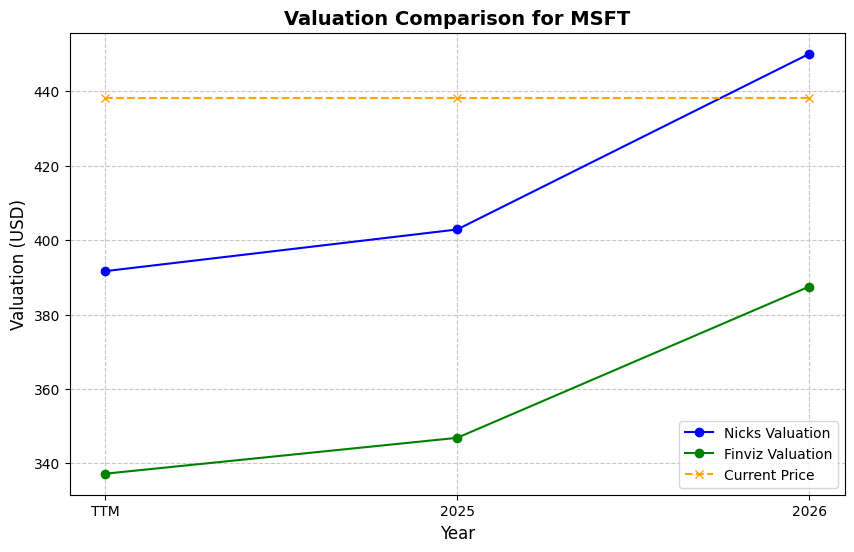 Valuation Comparison for MSFT
Valuation (USD)
440
420
400
380
360
340
TTM
2025
2026
Year
Nicks Valuation
Finviz Valuation
Current Price